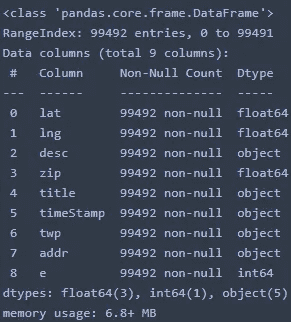 <class 'pandas.core.frame.DataFrame'>
RangeIndex: 99492 entries, 0 to 99491
Data columns (total 9 columns):
 #   Column     Non-Null Count  Dtype
---  ------     --------------  -----
 0   lat        99492 non-null  float64
 1   lng        99492 non-null  float64
 2   desc       99492 non-null  object
 3   zip        99492 non-null  float64
 4   title      99492 non-null  object
 5   timeStamp  99492 non-null  object
 6   twp        99492 non-null  object
 7   addr       99492 non-null  object
 8   e          99492 non-null  int64
dtypes: float64(3), int64(1), object(5)
memory usage: 6.8+ MB